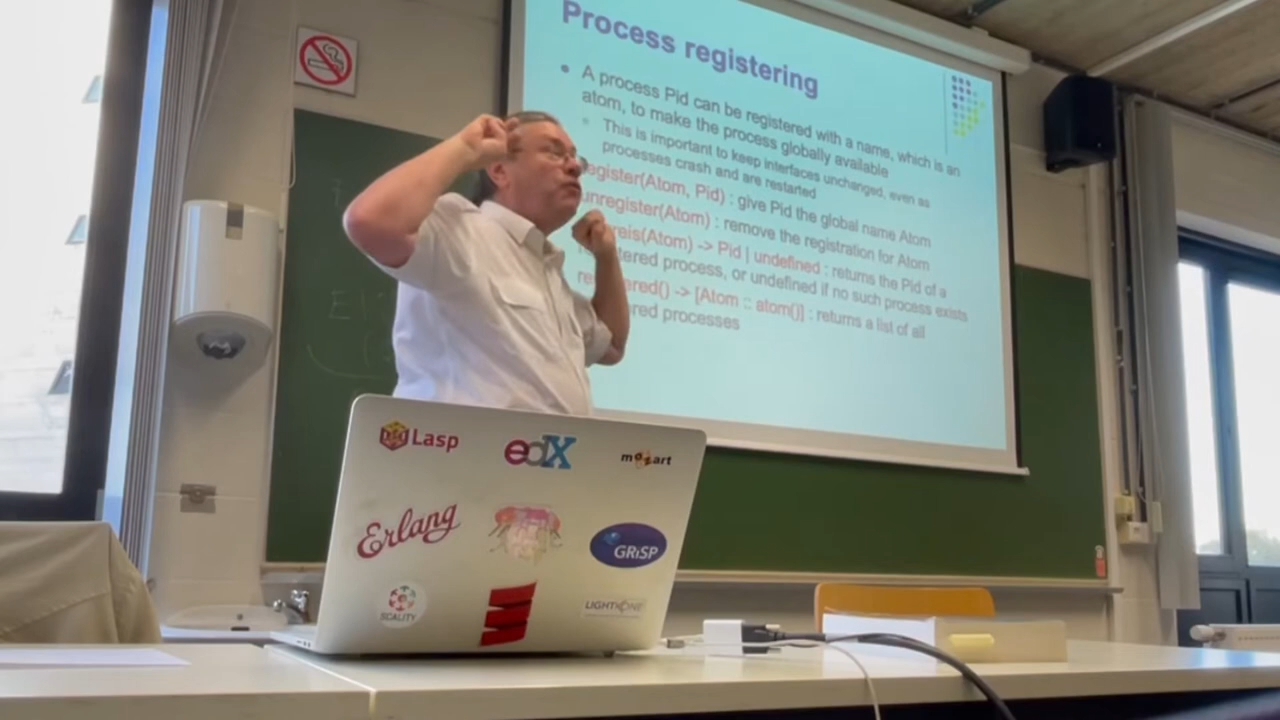 Process registering
• A process Pid can be registered with a name, which is an
atom, to make the process globally available
This is important to keep interfaces unchanged, even as
processes crash and are restarted
register(Atom, Pid) : give Pid the global name Atom
unregister(Atom) : remove the registration for Atom
reis(Atom) -> Pid | undefined : returns the Pid of a
tered process, or undefined if no such process exists
ered() -> [Atom :: atom()] : returns a list of all
red processes
Lasp
edX
mozart
Erlang
GRiSP
SCALITY
LIGHTKONE